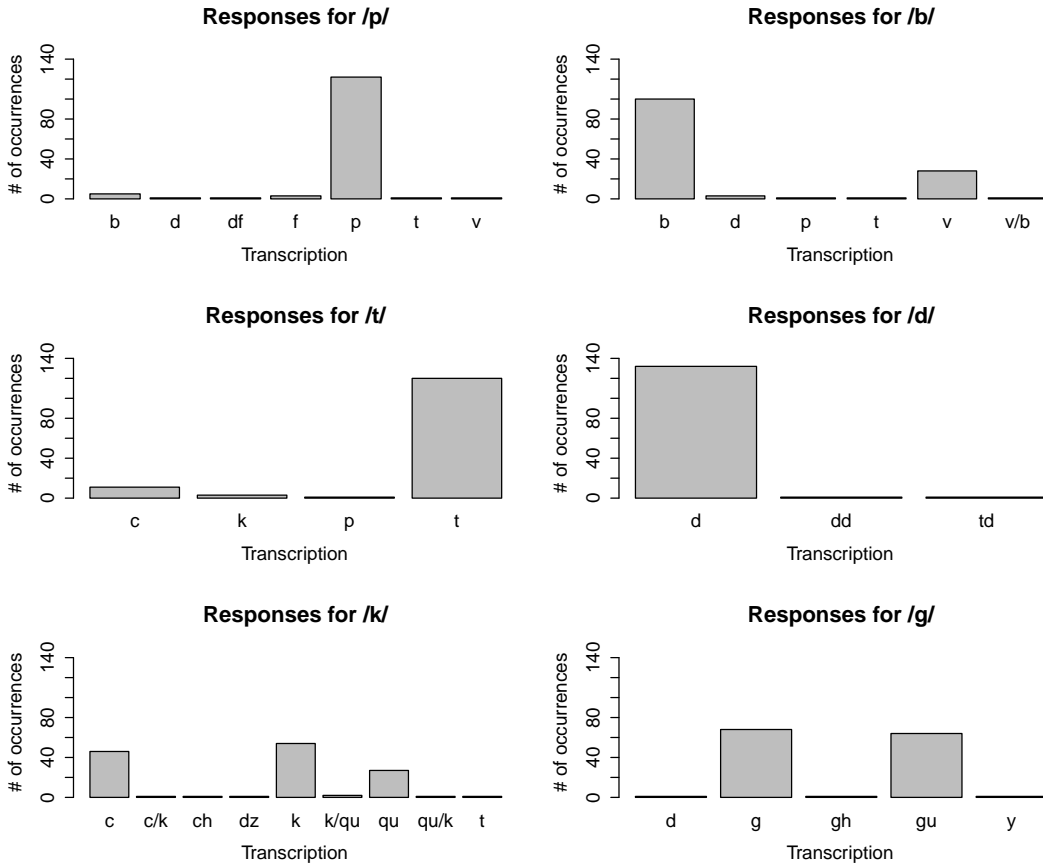 Responses for /p/
# of occurrences
0 40 80 140
b d df f p t v
Transcription
Responses for /b/
# of occurrences
0 40 80 140
b d p t v v/b
Transcription
Responses for /t/
# of occurrences
0 40 80 140
c k p t
Transcription
Responses for /d/
# of occurrences
0 40 80 140
d dd td
Transcription
Responses for /k/
# of occurrences
0 40 80 140
c c/k ch dz k k/qu qu qu/k t
Transcription
Responses for /g/
# of occurrences
0 40 80 140
d g gh gu y
Transcription